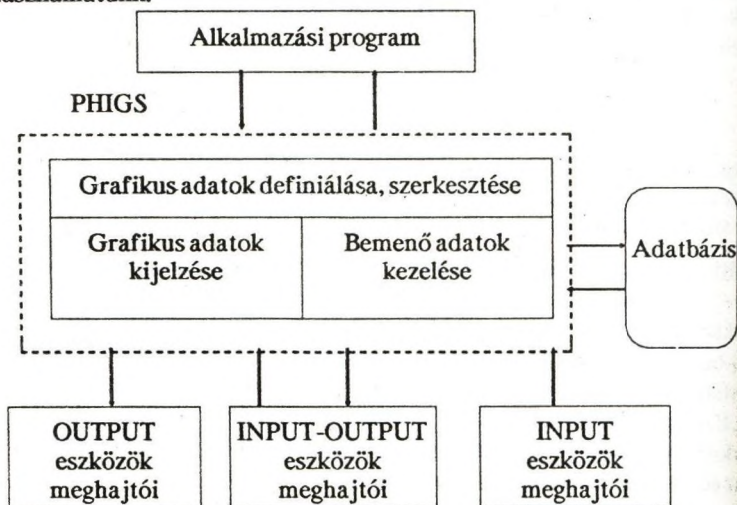 Alkalmazási program
PHIGS
Grafikus adatok definiálása, szerkesztése
Grafikus adatok
kijelzése
Bemenő adatok
kezelése
Adatbázis
OUTPUT
eszközök
meghajtói
INPUT-OUTPUT
eszközök
meghajtói
INPUT
eszközök
meghajtói